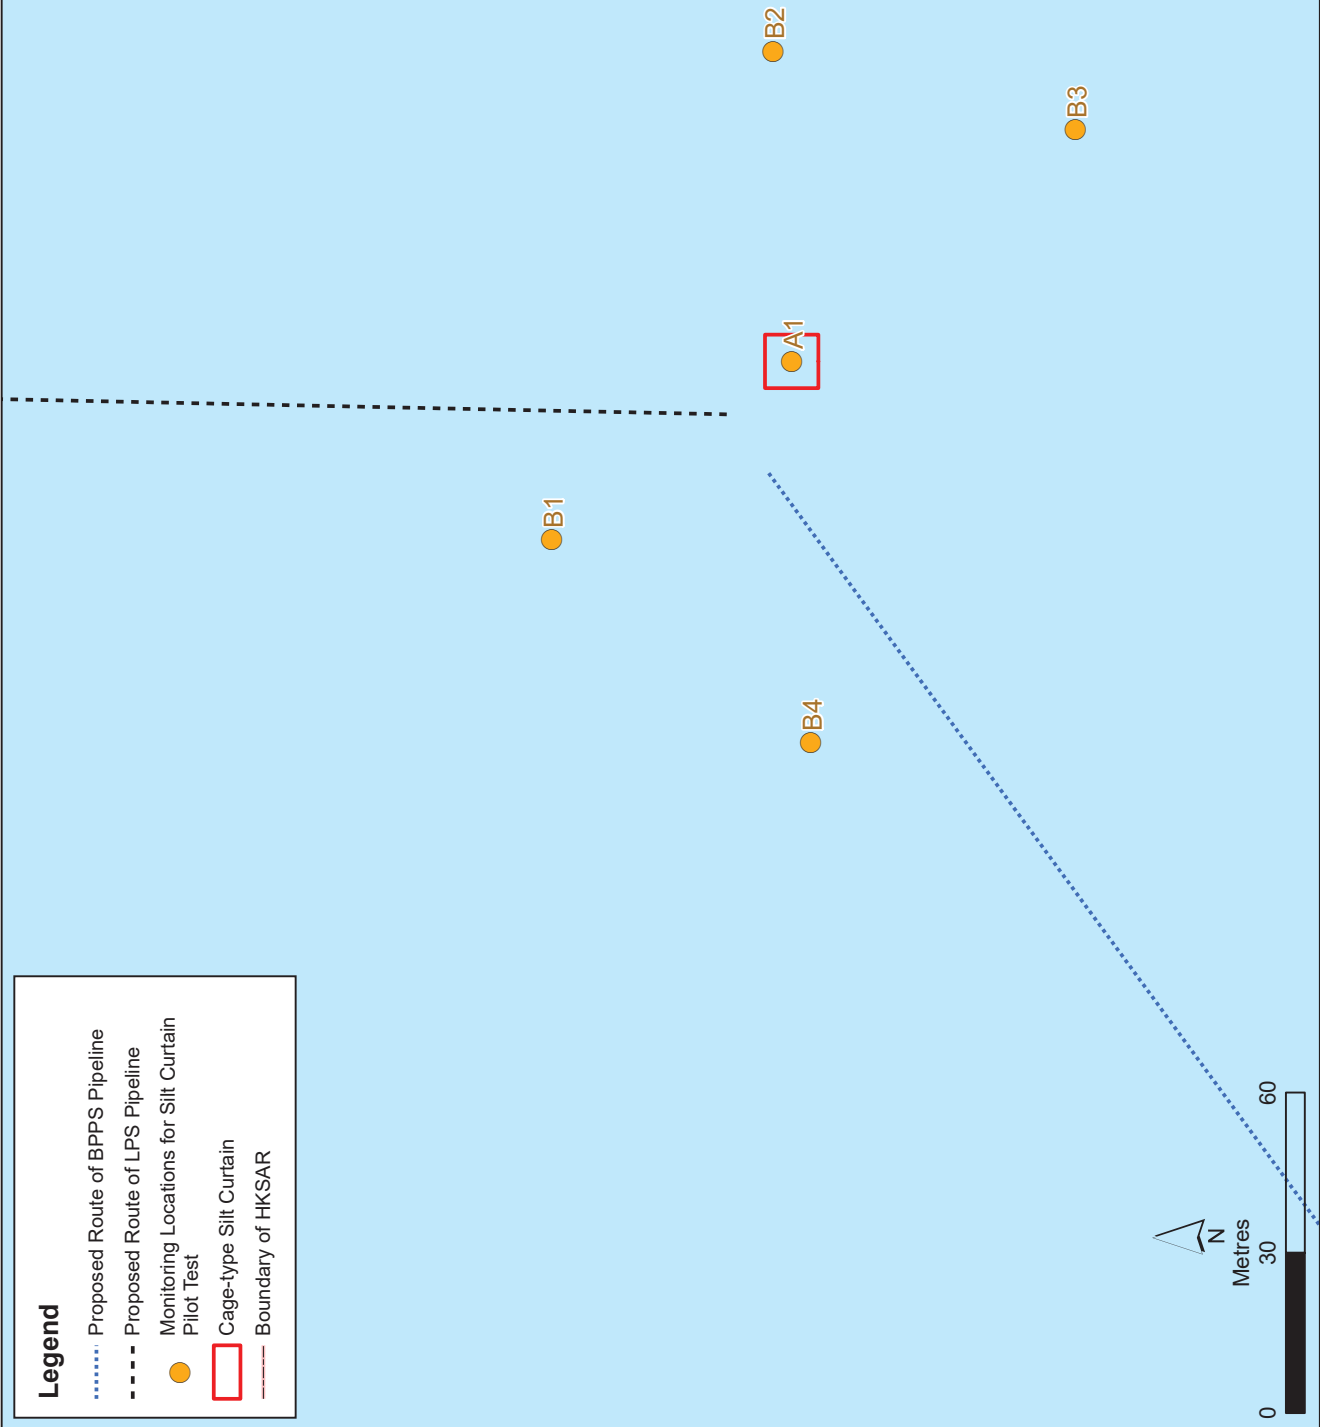 Legend
Proposed Route of BPPS Pipeline
Proposed Route of LPS Pipeline
Monitoring Locations for Silt Curtain
Pilot Test
Cage-type Silt Curtain
Boundary of HKSAR
B1
B4
A1
B2
B3
N
Metres
0 30 60